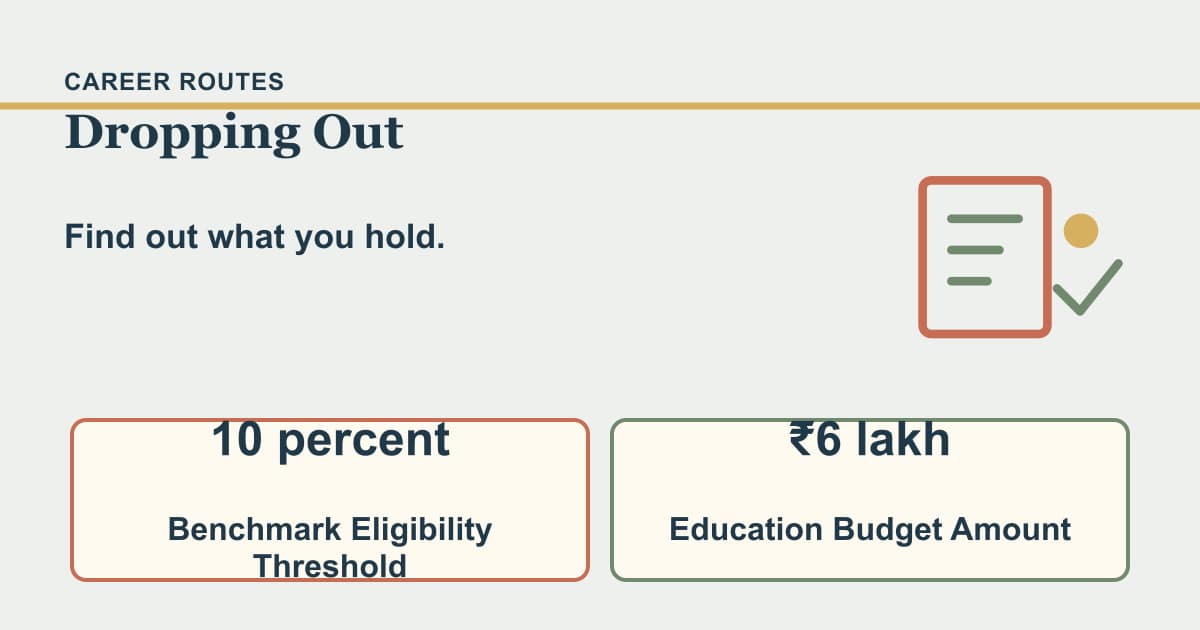 CAREER ROUTES
Dropping Out
Find out what you hold.
10 percent
Benchmark Eligibility
Threshold
₹6 lakh
Education Budget Amount